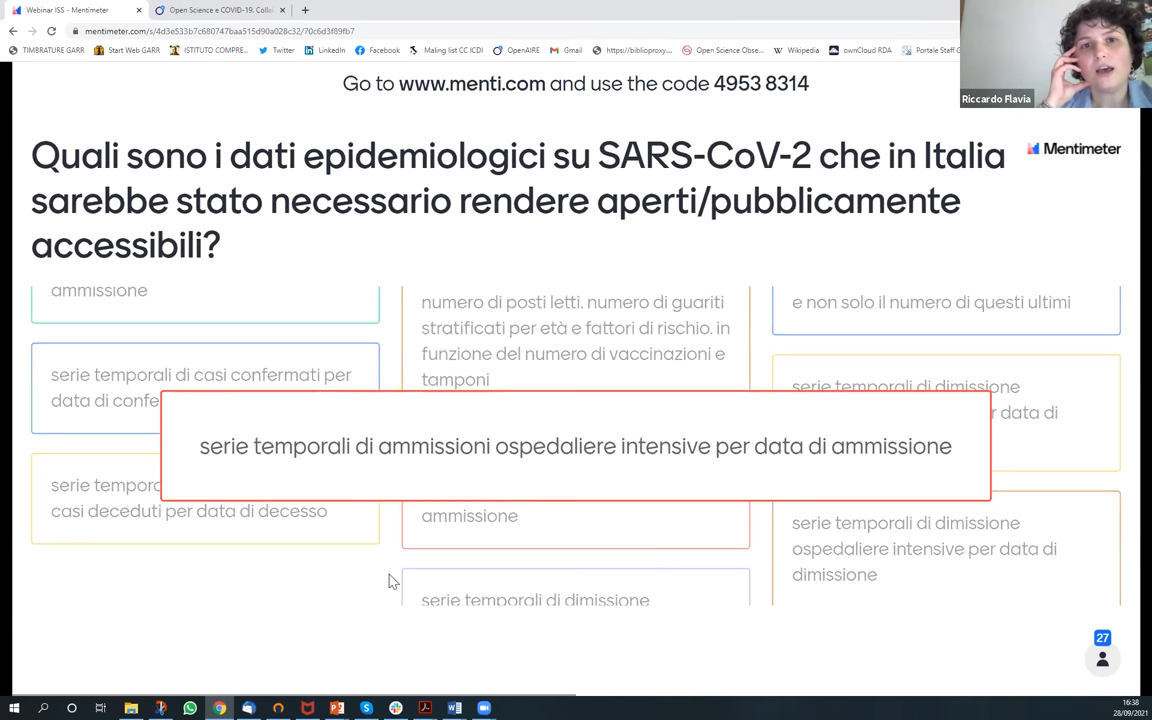 Webinar ISS - Mentimeter
Open Science e COVID-19. Colla
mentimeter.com/s/4d3e533b7c680747baa515d90a028c32/70c6d3f89fb7
TIMBRATURE GARR
Start Web GARR
ISTITUTO COMPRE...
Twitter
LinkedIn
Facebook
Maling list CC ICDI
OpenAIRE
Gmail
https://biblioproxy...
Open Science Obse...
Wikipedia
ownCloud RDA
Portale Staff G
Riccardo Flavia
Go to www.menti.com and use the code 4953 8314
Mentimeter
Quali sono i dati epidemiologici su SARS-CoV-2 che in Italia
sarebbe stato necessario rendere aperti/pubblicamente
accessibili?
ammissione
serie temporali di casi confermati per
data di confe
serie tempora
casi deceduti per data di decesso
numero di posti letti. numero di guariti
stratificati per età e fattori di rischio. in
funzione del numero di vaccinazioni e
tamponi
serie temporali di ammissioni ospedaliere intensive per data di ammissione
ammissione
serie temporali di dimissione
e non solo il numero di questi ultimi
serie temporali di dimissione
r data di
serie temporali di dimissione
ospedaliere intensive per data di
dimissione
27
16:38
28/09/2021